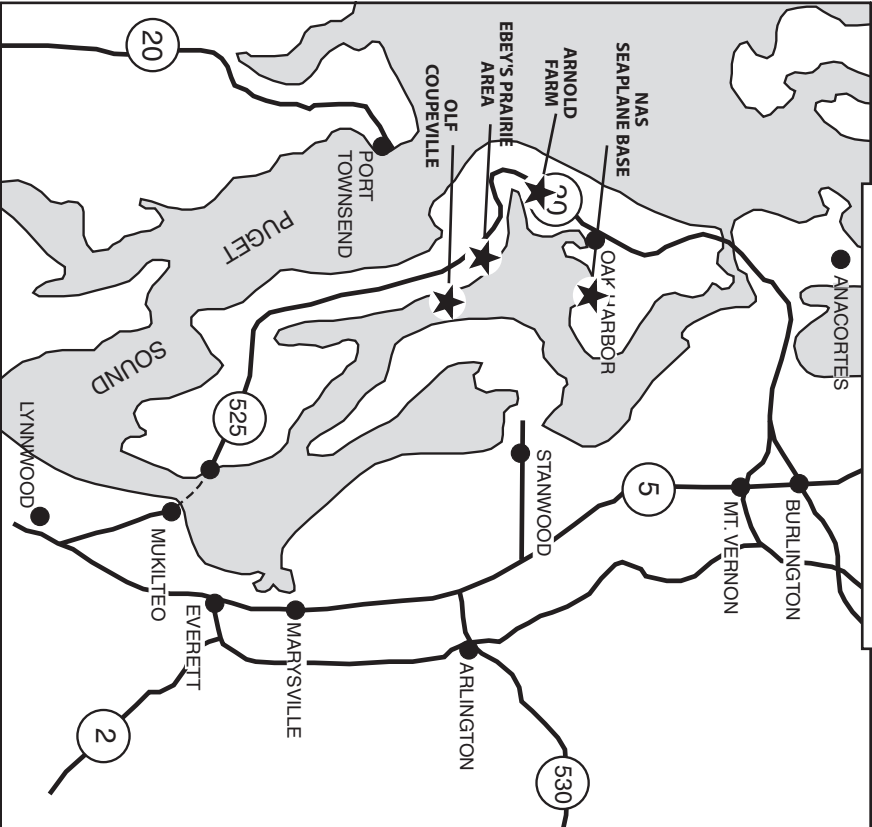 ANACORTES
BURLINGTON
MT. VERNON
NAS
SEAPLANE BASE
OAK HARBOR
5
ARNOLD
FARM
20
530
STANWOOD
EBEY'S PRAIRIE
AREA
OLF
COUPEVILLE
ARLINGTON
PORT
TOWNSEND
MARYSVILLE
PUGET
SOUND
525
EVERETT
MUKILTEO
20
2
LYNNWOOD